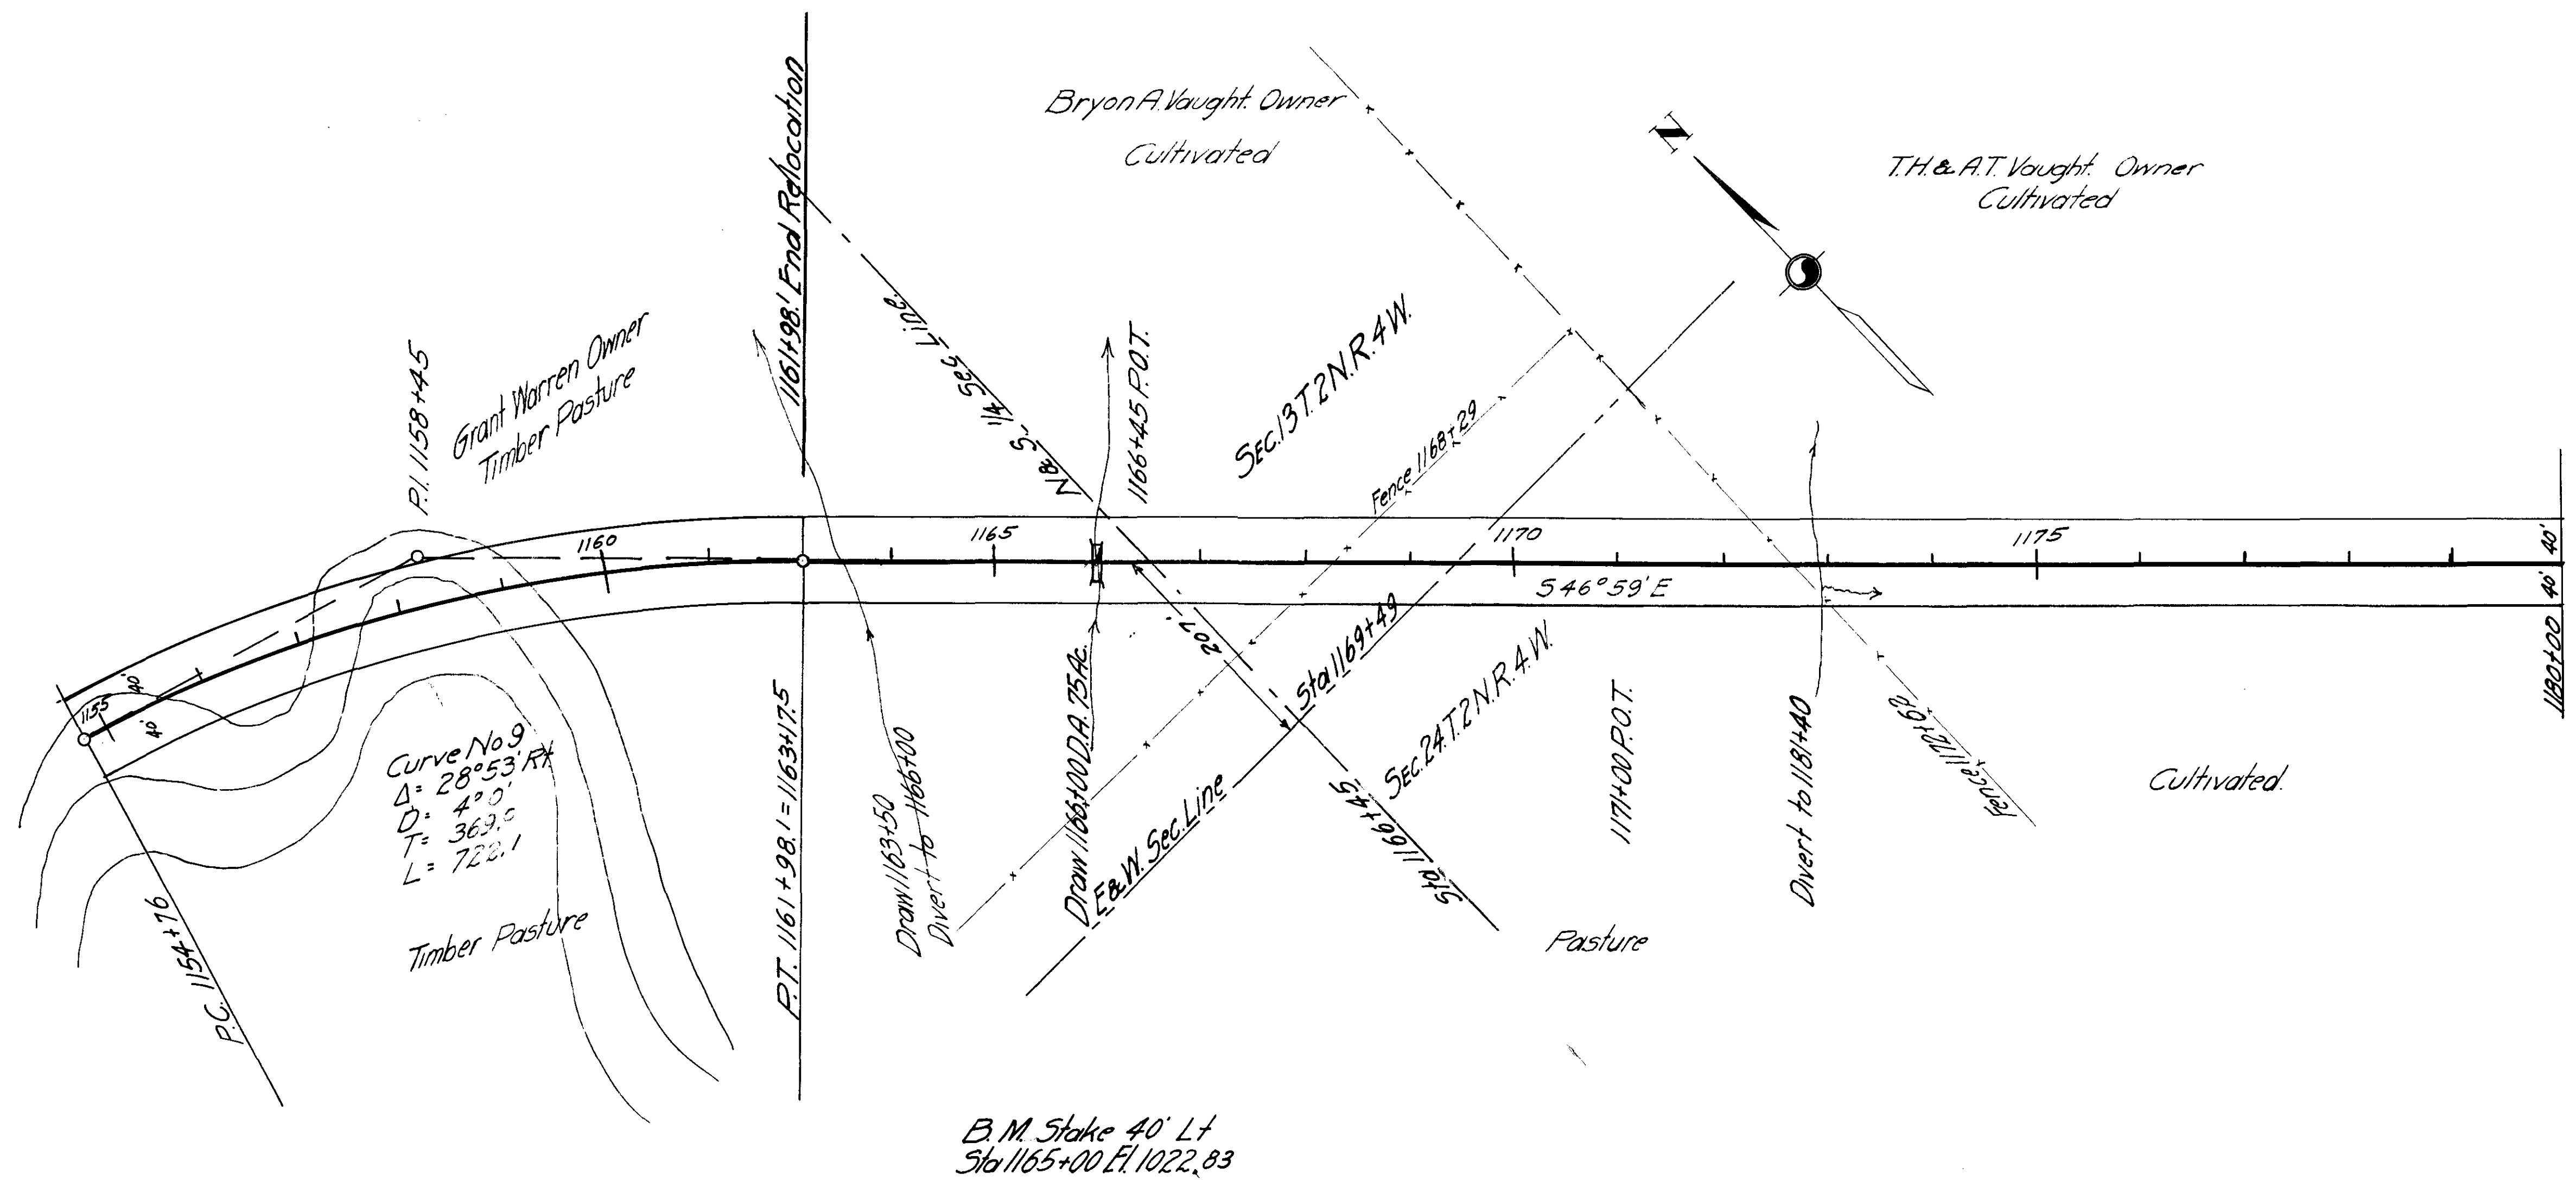 Bryon A. Vaught. Owner
Cultivated
N
T.H. & A.T. Vaught. Owner
Cultivated
1161+98.1 End Relocation
N & S. 1/4 Sec. Line.
P.I. 1158+45
Grant Warren Owner
Timber Pasture
1166+45 P.O.T.
SEC. 13 T. 2 N. R. 4 W.
Fence 1168+29
1155
1160
1165
1170
1175
40'
40'
40'
40'
S 46° 59' E
1180+00
207'
Sta 1169+49
SEC. 24. T. 2 N. R. 4. W.
1171+00 P.O.T.
Divert to 1181+40
Fence 1172+62
Cultivated.
Curve No 9
Δ = 28° 53' Rt
D = 4° 0'
T = 369.0
L = 722.1
Timber Pasture
P.C. 1154+76
P.T. 1161+98.1 = 1163+17.5
Draw 1163+50
Divert to 1166+00
Draw 1166+00 D.A. 75 Ac.
E & W. Sec. Line
Sta 1166+45
Pasture
B.M. Stake 40' Lt
Sta 1165+00 El. 1022.83